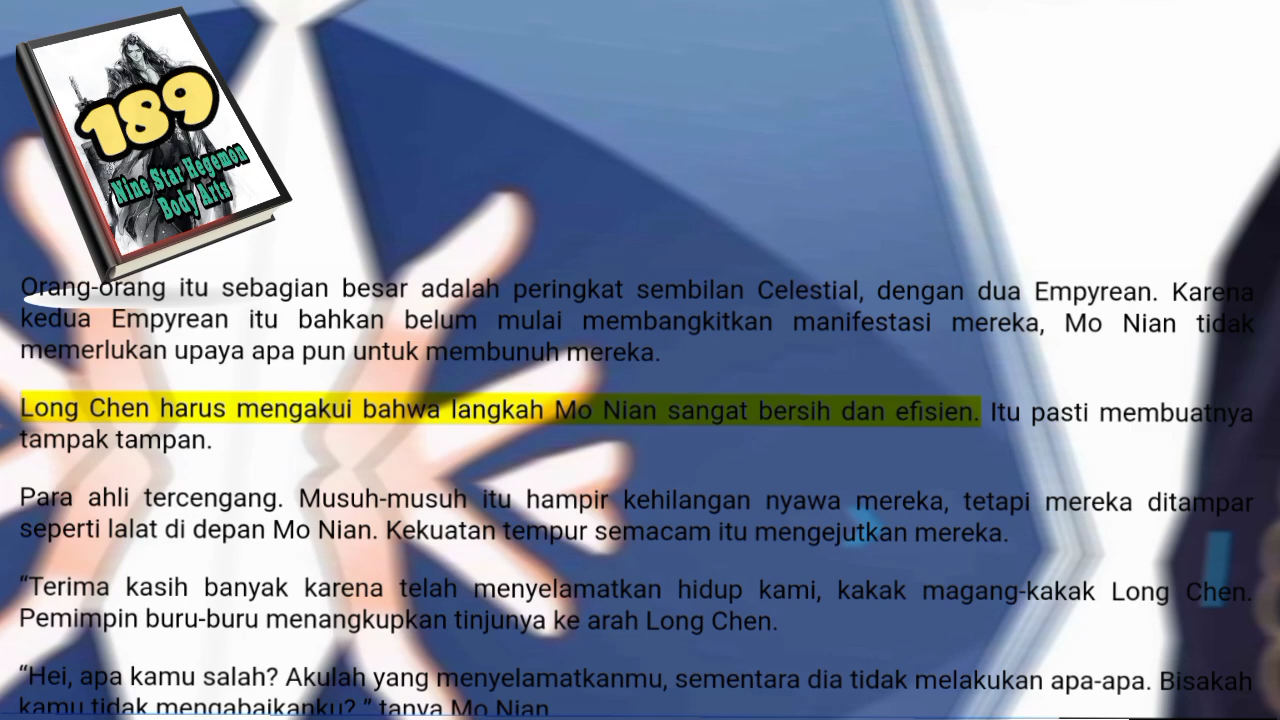 189
Nine Star Hegemon
Body Arts
Orang-orang itu sebagian besar adalah peringkat sembilan Celestial, dengan dua Empyrean. Karena
kedua Empyrean itu bahkan belum mulai membangkitkan manifestasi mereka, Mo Nian tidak
memerlukan upaya apa pun untuk membunuh mereka.
Long Chen harus mengakui bahwa langkah Mo Nian sangat bersih dan efisien. Itu pasti membuatnya
tampak tampan.
Para ahli tercengang. Musuh-musuh itu hampir kehilangan nyawa mereka, tetapi mereka ditampar
seperti lalat di depan Mo Nian. Kekuatan tempur semacam itu mengejutkan mereka.
“Terima kasih banyak karena telah menyelamatkan hidup kami, kakak magang-kakak Long Chen.
Pemimpin buru-buru menangkupkan tinjunya ke arah Long Chen.
“Hei, apa kamu salah? Akulah yang menyelamatkanmu, sementara dia tidak melakukan apa-apa. Bisakah
kamu tidak mengabaikanku? ” tanya Mo Nian